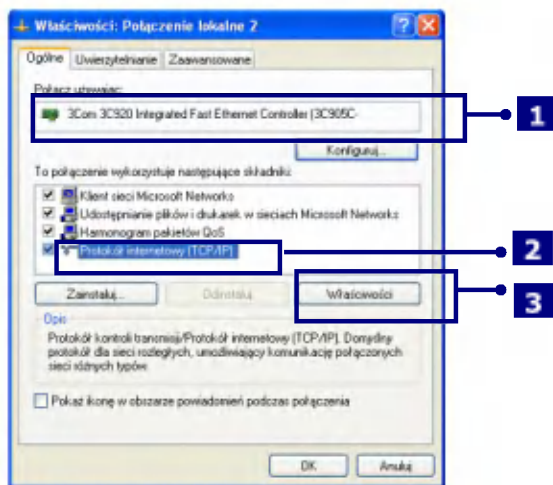 Właściwości: Połączenie lokalne 2
Ogólne Uwierzytelnianie Zaawansowane
Połącz używając:
3Com 3C920 Integrated Fast Ethernet Controller (3C905C-
1
Konfiguruj...
To połączenie wykorzystuje następujące składniki:
Klient sieci Microsoft Networks
Udostępnianie plików i drukarek w sieciach Microsoft Networks
Harmonogram pakietów QoS
Protokół internetowy (TCP/IP)
2
Zainstaluj... Odinstaluj Właściwości
3
Opis
Protokół kontroli transmisji/Protokół internetowy (TCP/IP). Domyślny
protokół dla sieci rozległych, umożliwiający komunikację połączonych
sieci różnych typów.
Pokaż ikonę w obszarze powiadomień podczas połączenia
OK Anuluj